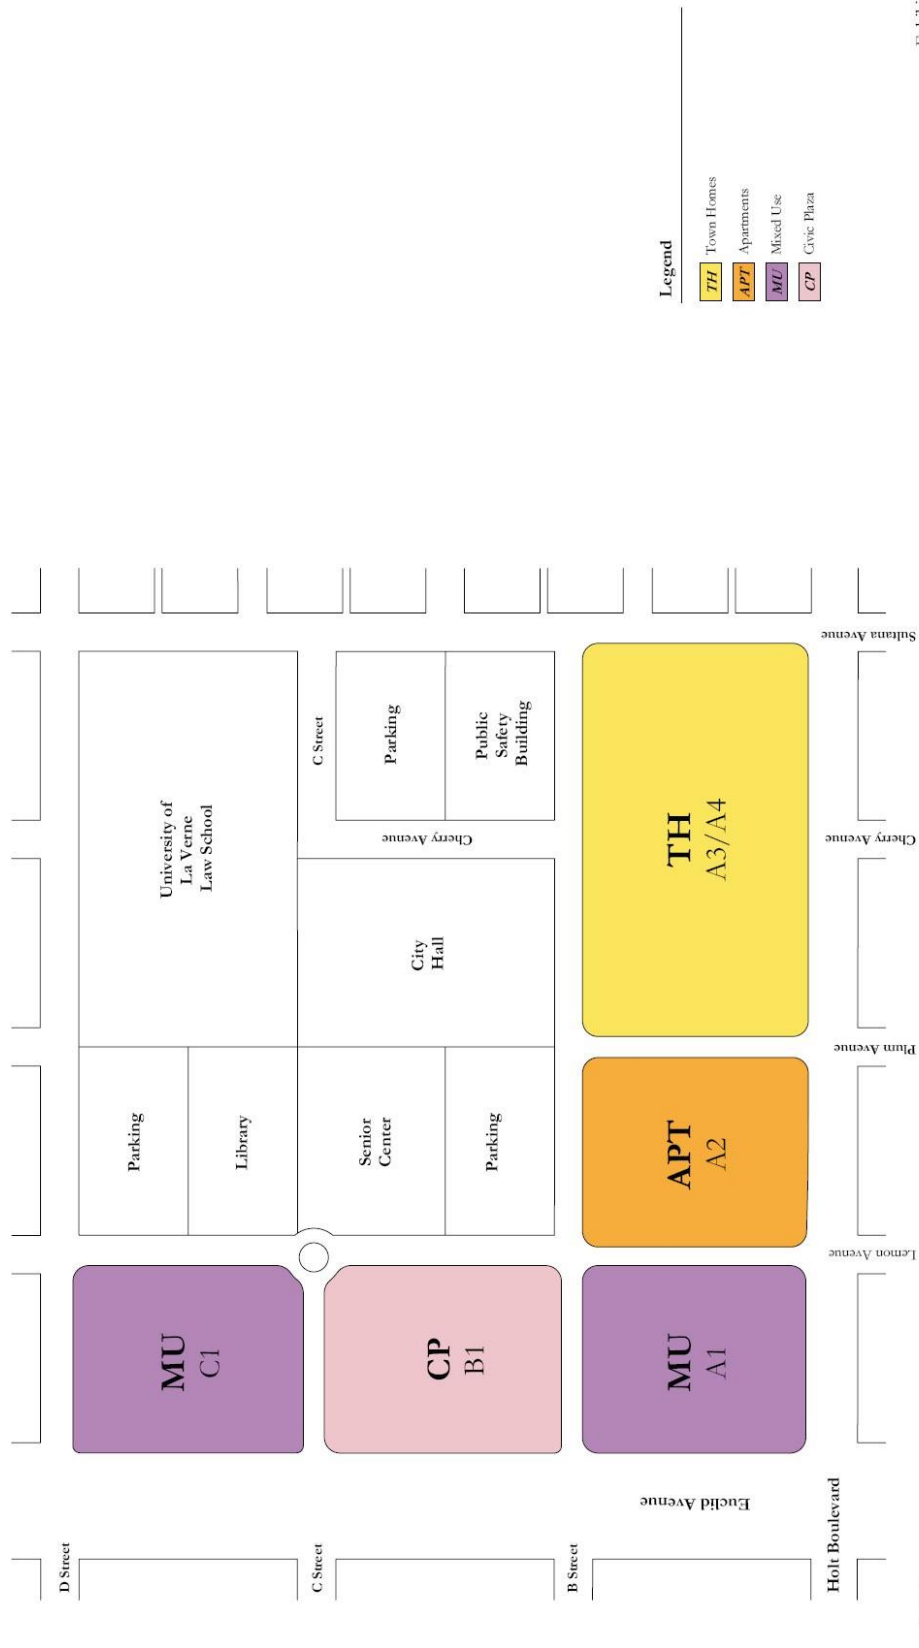 D Street
MU
C1
Parking
Library
University of
La Verne
Law School
C Street
C Street
CP
B1
Senior
Center
Parking
City
Hall
Cherry Avenue
Parking
Public
Safety
Building
B Street
Euclid Avenue
MU
A1
APT
A2
TH
A3/A4
Holt Boulevard
Lemon Avenue
Plum Avenue
Cherry Avenue
Sultana Avenue
Legend
TH Town Homes
APT Apartments
MU Mixed Use
CP Civic Plaza